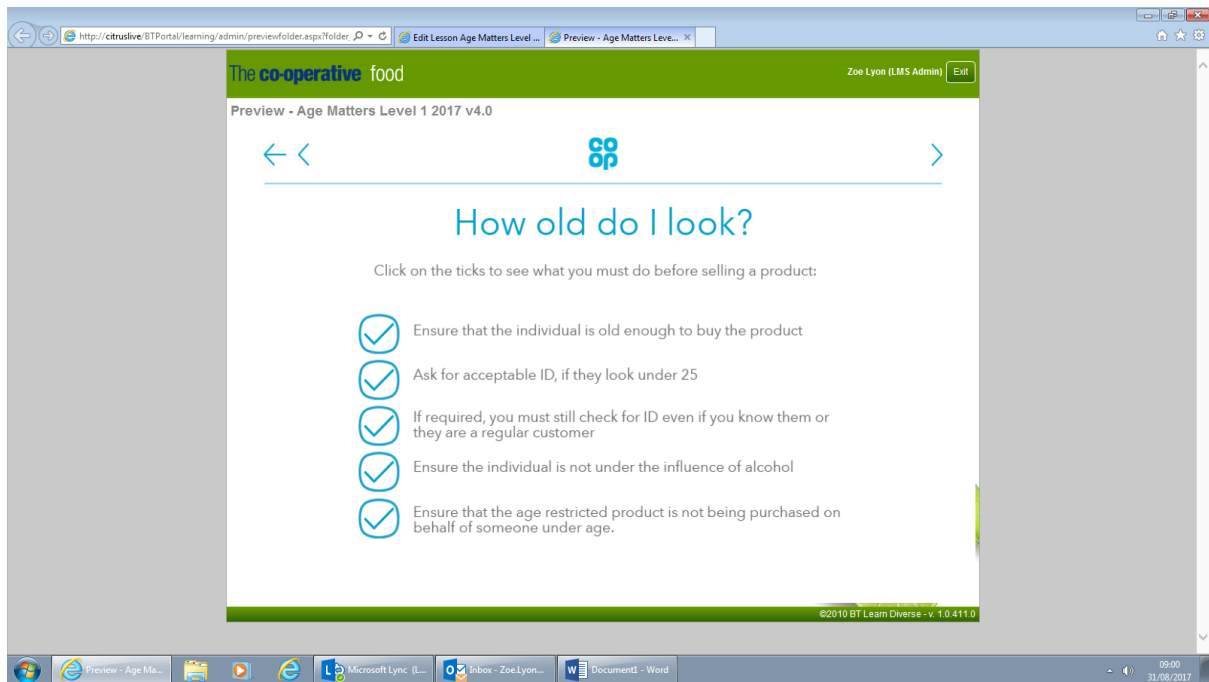 http://citruslive/BTPortal/learning/admin/previewfolder.aspx?folder
Edit Lesson Age Matters Level ...
Preview - Age Matters Leve...
The co-operative food
Zoe Lyon (LMS Admin)
Exit
Preview - Age Matters Level 1 2017 v4.0
CO
OP
How old do I look?
Click on the ticks to see what you must do before selling a product:
Ensure that the individual is old enough to buy the product
Ask for acceptable ID, if they look under 25
If required, you must still check for ID even if you know them or
they are a regular customer
Ensure the individual is not under the influence of alcohol
Ensure that the age restricted product is not being purchased on
behalf of someone under age.
©2010 BT Learn Diverse - v. 1.0.411.0
Preview - Age Ma...
Microsoft Lync (L...
Inbox - Zoe.Lyon...
Document1 - Word
09:00
31/08/2017